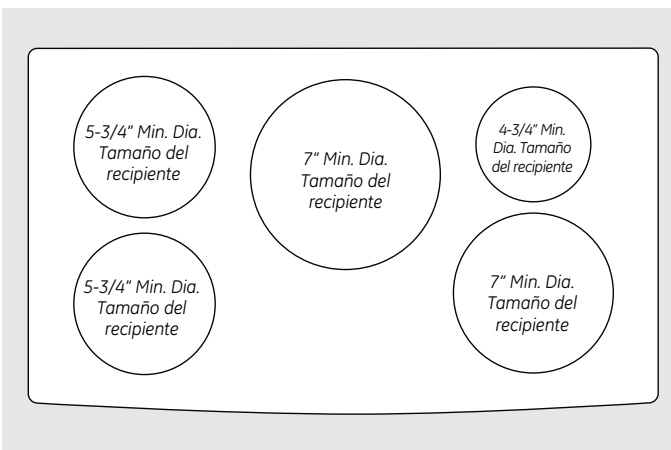 5-3/4" Min. Dia.
Tamaño del
recipiente
7" Min. Dia.
Tamaño del
recipiente
4-3/4" Min.
Dia. Tamaño
del recipiente
5-3/4" Min. Dia.
Tamaño del
recipiente
7" Min. Dia.
Tamaño del
recipiente